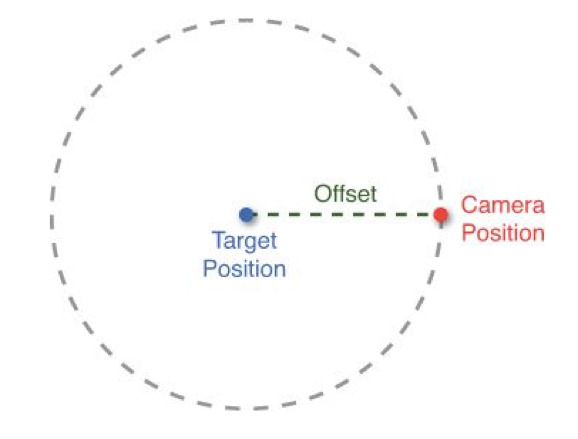 Offset
Camera
Position
Target
Position